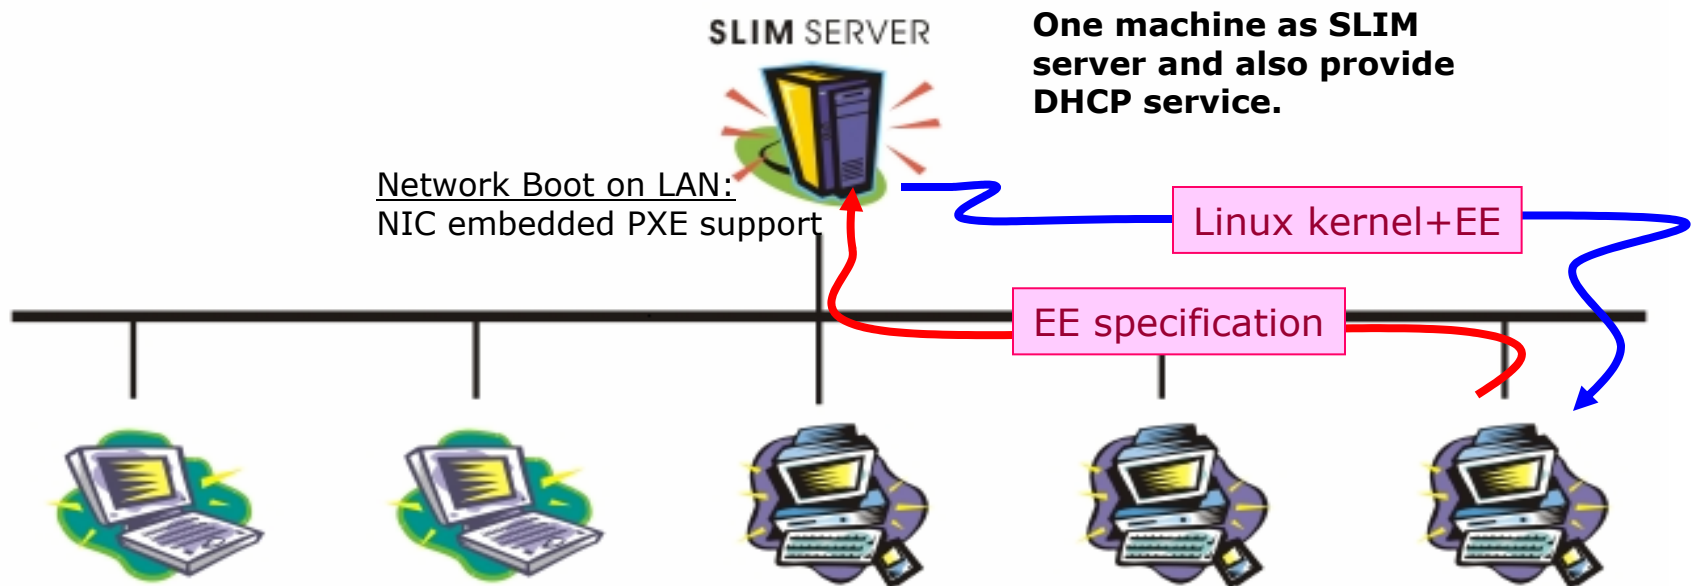 SLIM SERVER
One machine as SLIM
server and also provide
DHCP service.
Network Boot on LAN:
NIC embedded PXE support
Linux kernel+EE
EE specification